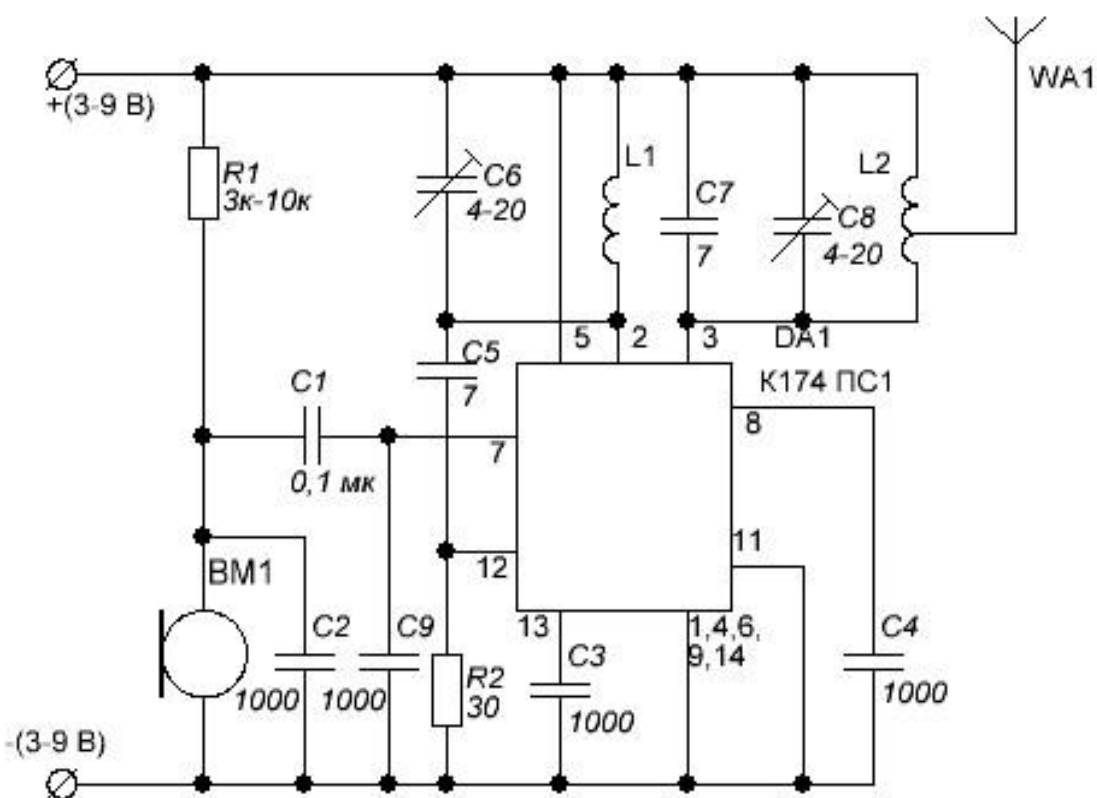 WA1
+(3-9 В)
R1
3к-10к
C6
4-20
L1
C7
7
C8
4-20
L2
5
2
3
DA1
К174 ПС1
C5
7
C1
0,1 мк
7
8
12
11
BM1
13
1,4,6,
9,14
C2
1000
C9
1000
R2
30
C3
1000
C4
1000
-(3-9 В)